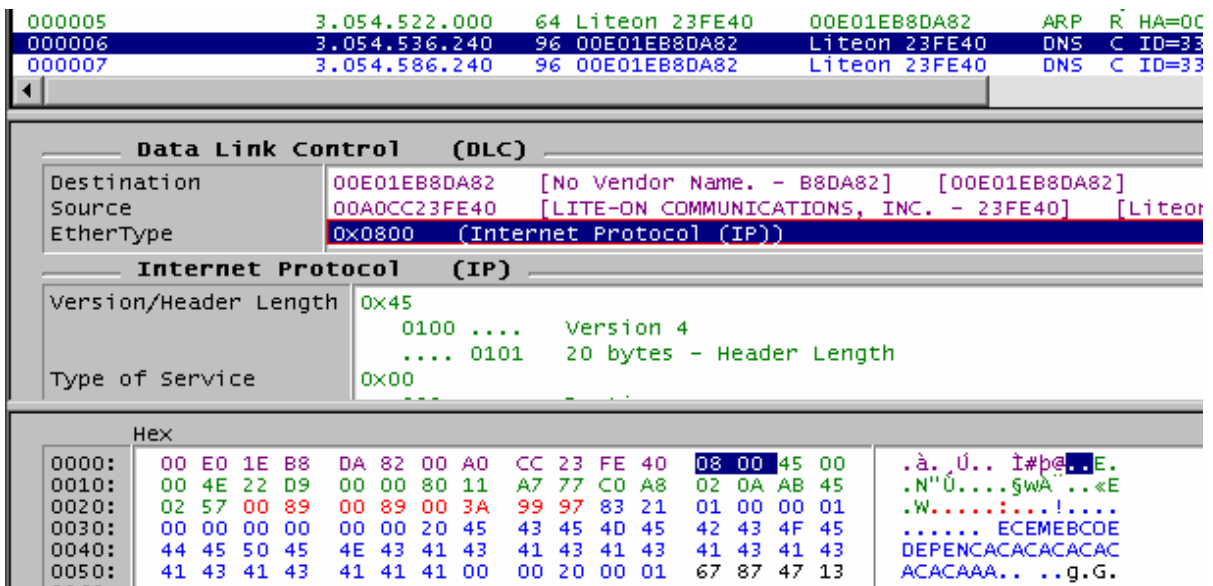 000005 3.054.522.000 64 Liteon 23FE40 00E01EB8DA82 ARP R HA=00
000006 3.054.536.240 96 00E01EB8DA82 Liteon 23FE40 DNS C ID=33
000007 3.054.586.240 96 00E01EB8DA82 Liteon 23FE40 DNS C ID=33
Data Link Control (DLC)
Destination 00E01EB8DA82 [No Vendor Name. - B8DA82] [00E01EB8DA82]
Source 00A0CC23FE40 [LITE-ON COMMUNICATIONS, INC. - 23FE40] [Liteon
EtherType 0x0800 (Internet Protocol (IP))
Internet Protocol (IP)
Version/Header Length 0x45
0100 .... Version 4
.... 0101 20 bytes - Header Length
Type of Service 0x00
Hex
0000: 00 E0 1E B8 DA 82 00 A0 CC 23 FE 40 08 00 45 00 .à.¸Ú.. Ì#þ@..E.
0010: 00 4E 22 D9 00 00 80 11 A7 77 C0 A8 02 0A AB 45 .N"Ù....§wÀ¨..«E
0020: 02 57 00 89 00 89 00 3A 99 97 83 21 01 00 00 01 .W.....:...!....
0030: 00 00 00 00 00 00 20 45 43 45 4D 45 42 43 4F 45 ...... ECEMEBCOE
0040: 44 45 50 45 4E 43 41 43 41 43 41 43 41 43 41 43 DEPENCACACACACAC
0050: 41 43 41 43 41 41 41 00 00 20 00 01 67 87 47 13 ACACAAA.. ..g.G.